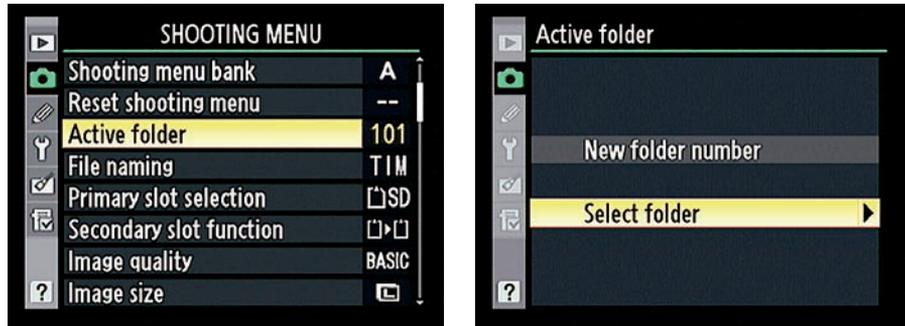 SHOOTING MENU
Shooting menu bank A
Reset shooting menu --
Active folder 101
File naming TIM
Primary slot selection SD
Secondary slot function
Image quality BASIC
Image size L
?
Active folder
New folder number
Select folder
?